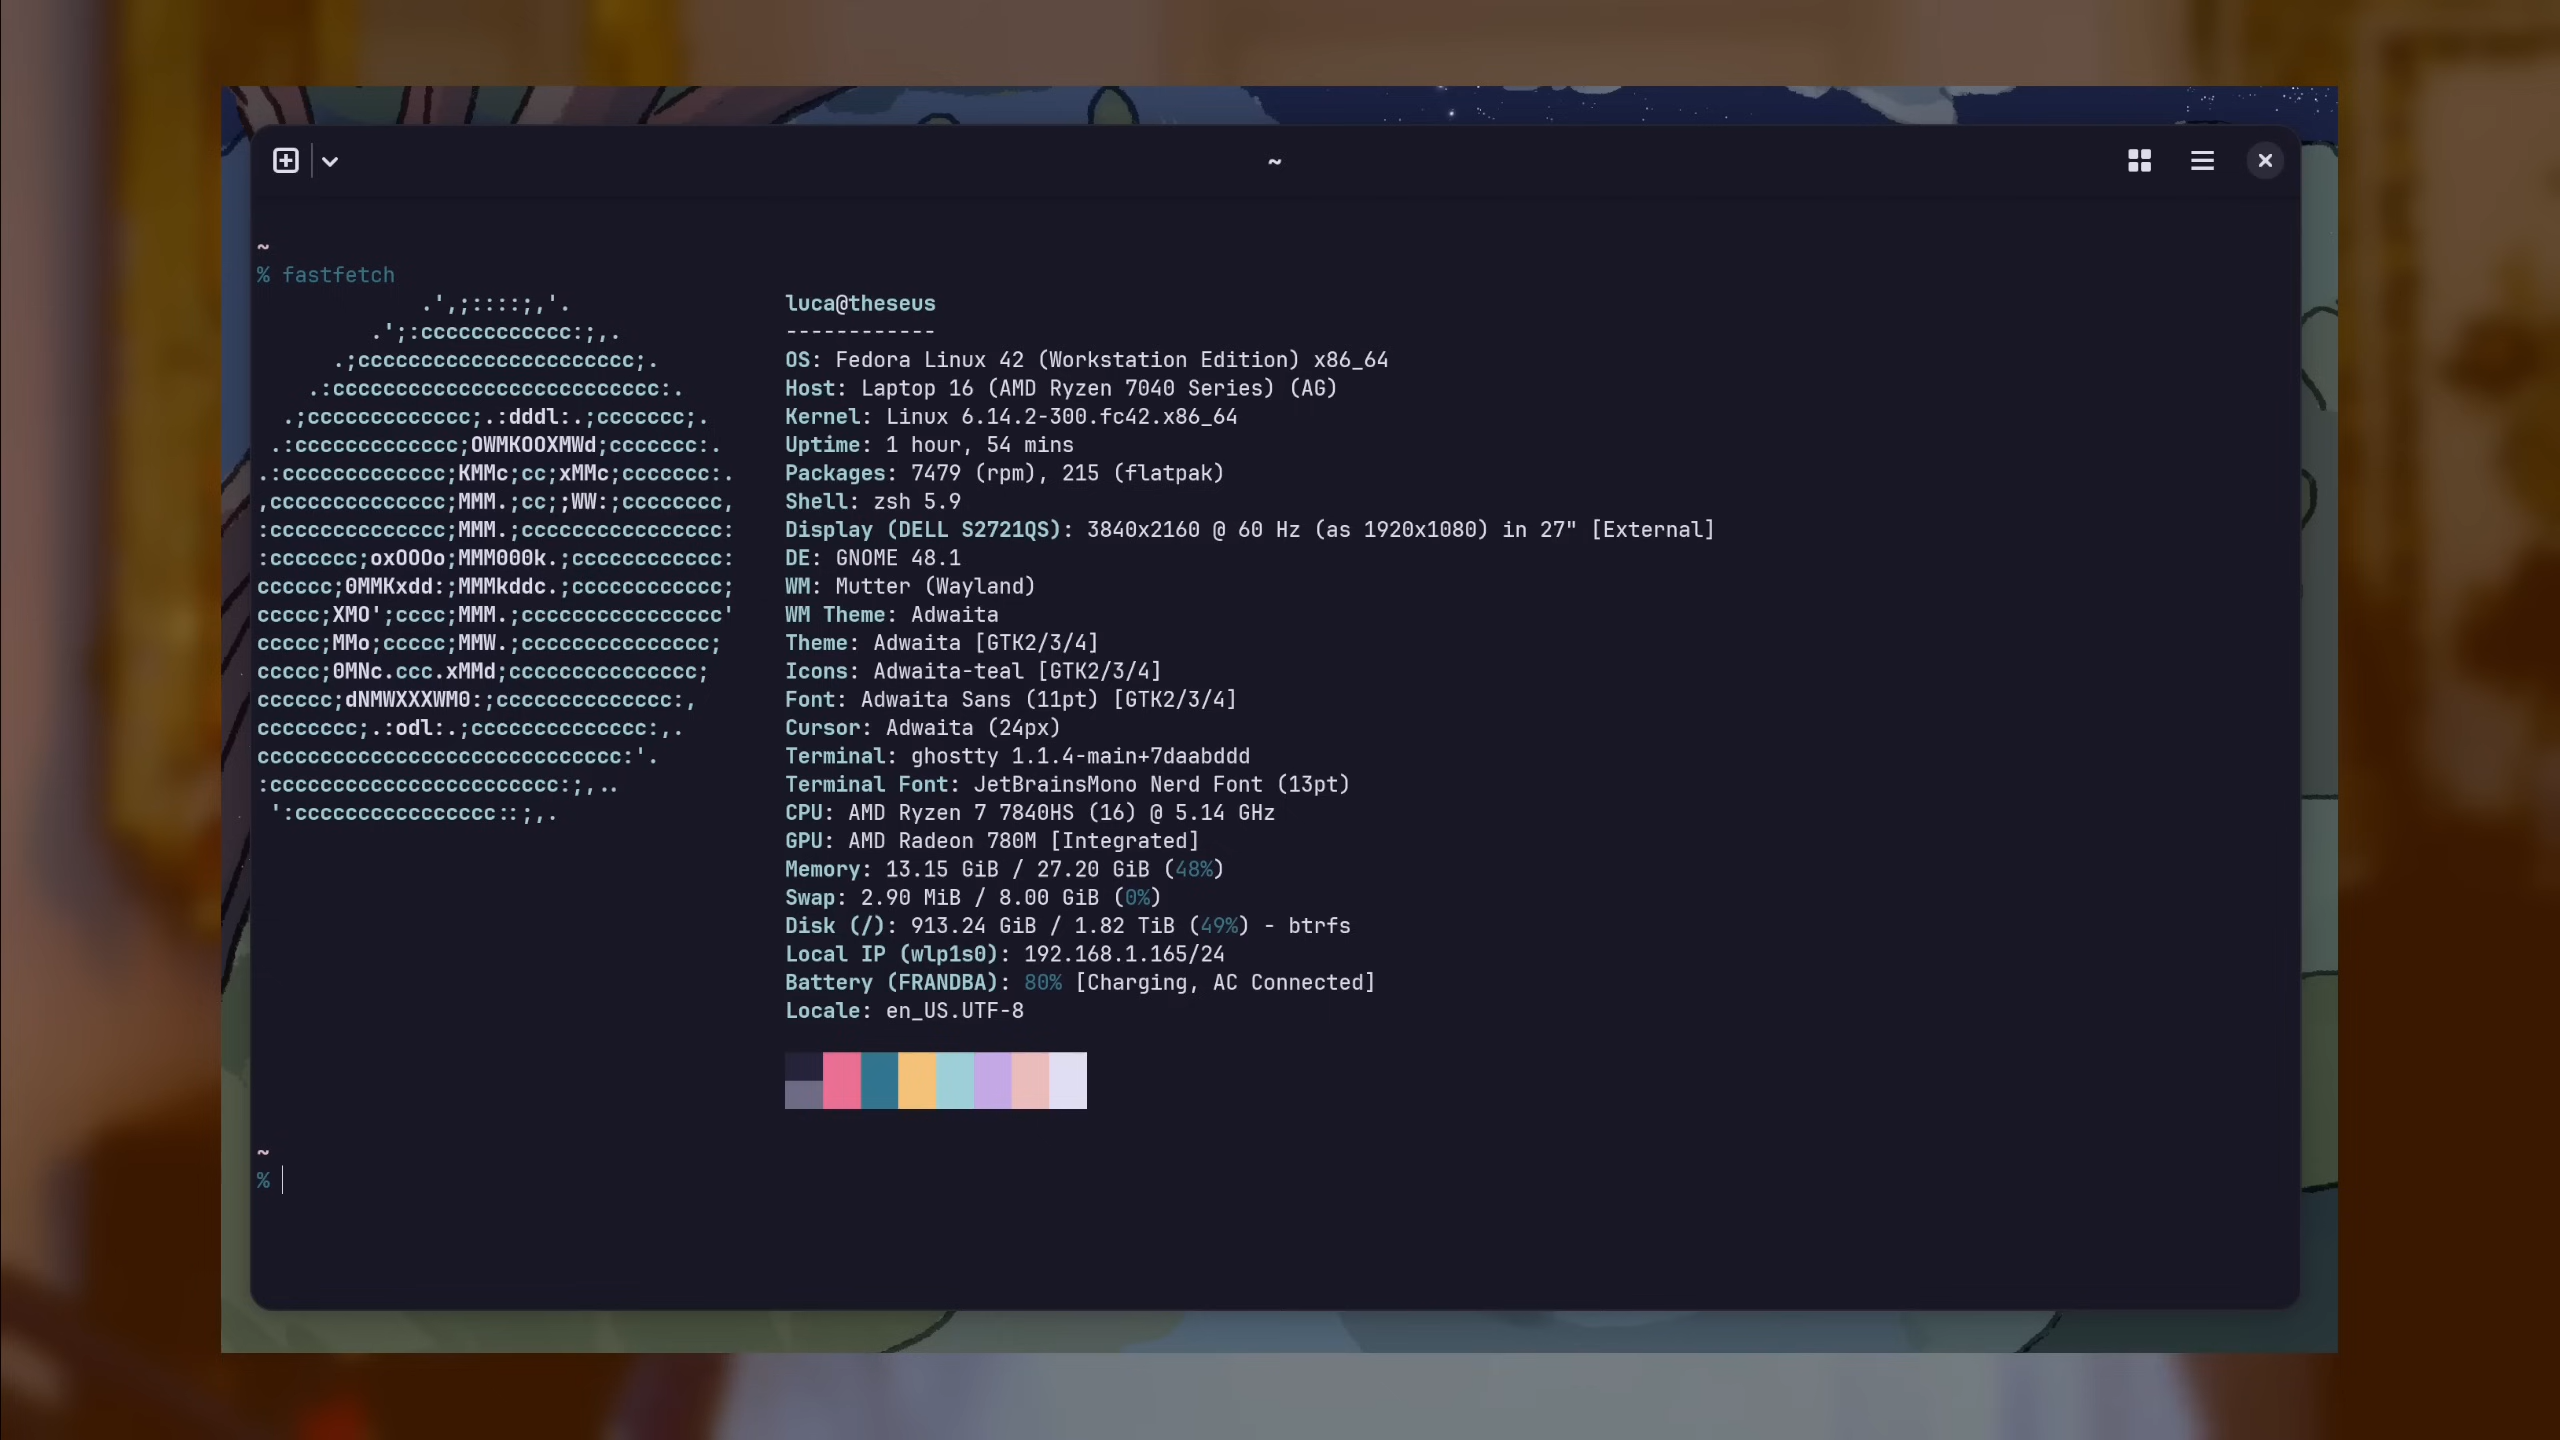 ~
~
% fastfetch
.',;::::;,'.
.';:cccccccccccc:;,.
.;cccccccccccccccccccccc;.
.:cccccccccccccccccccccccccc:.
.;ccccccccccccc;.:dddl:.;ccccccc;.
.:ccccccccccccc;OWMKOOXMWd;ccccccc:.
.:ccccccccccccc;KMMc;cc;xMMc;ccccccc:.
,cccccccccccccc;MMM.;cc;;WW:;cccccccc,
:cccccccccccccc;MMM.;cccccccccccccccc:
:ccccccc;oxOOOo;MMM000k.;cccccccccccc:
cccccc;0MMKxdd:;MMMkddc.;cccccccccccc;
ccccc;XMO';cccc;MMM.;cccccccccccccccc'
ccccc;MMo;ccccc;MMW.;ccccccccccccccc;
ccccc;0MNc.ccc.xMMd;ccccccccccccccc;
cccccc;dNMWXXXWM0:;cccccccccccccc:,
cccccccc;.:odl:.;cccccccccccccc:,.
ccccccccccccccccccccccccccccc:'.
:ccccccccccccccccccccccc:;,..
':cccccccccccccccc::;,.
luca@theseus
------------
OS: Fedora Linux 42 (Workstation Edition) x86_64
Host: Laptop 16 (AMD Ryzen 7040 Series) (AG)
Kernel: Linux 6.14.2-300.fc42.x86_64
Uptime: 1 hour, 54 mins
Packages: 7479 (rpm), 215 (flatpak)
Shell: zsh 5.9
Display (DELL S2721QS): 3840x2160 @ 60 Hz (as 1920x1080) in 27" [External]
DE: GNOME 48.1
WM: Mutter (Wayland)
WM Theme: Adwaita
Theme: Adwaita [GTK2/3/4]
Icons: Adwaita-teal [GTK2/3/4]
Font: Adwaita Sans (11pt) [GTK2/3/4]
Cursor: Adwaita (24px)
Terminal: ghostty 1.1.4-main+7daabddd
Terminal Font: JetBrainsMono Nerd Font (13pt)
CPU: AMD Ryzen 7 7840HS (16) @ 5.14 GHz
GPU: AMD Radeon 780M [Integrated]
Memory: 13.15 GiB / 27.20 GiB (48%)
Swap: 2.90 MiB / 8.00 GiB (0%)
Disk (/): 913.24 GiB / 1.82 TiB (49%) - btrfs
Local IP (wlp1s0): 192.168.1.165/24
Battery (FRANDBA): 80% [Charging, AC Connected]
Locale: en_US.UTF-8
~
%